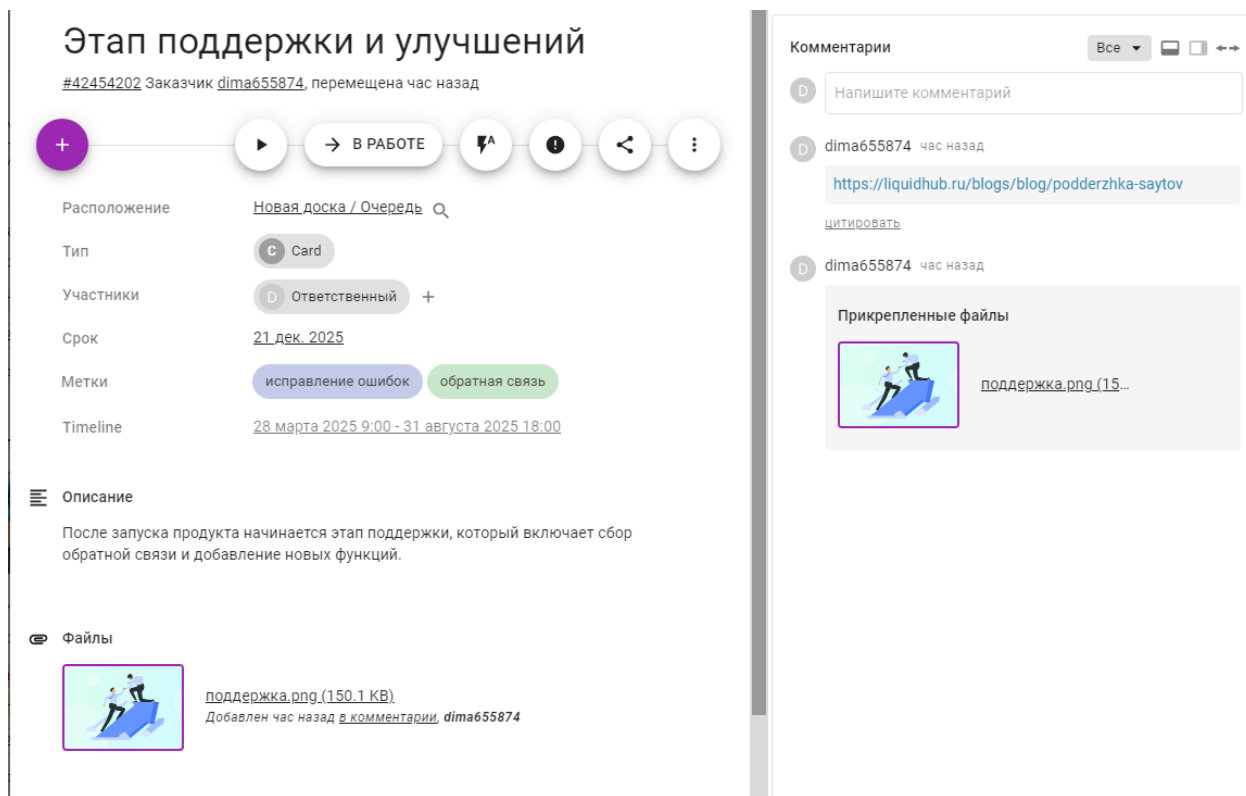 Этап поддержки и улучшений
#42454202 Заказчик dima655874, перемещена час назад
В РАБОТЕ
Расположение Новая доска / Очередь
Тип C Card
Участники D Ответственный +
Срок 21 дек. 2025
Метки исправление ошибок обратная связь
Timeline 28 марта 2025 9:00 - 31 августа 2025 18:00
Описание
После запуска продукта начинается этап поддержки, который включает сбор
обратной связи и добавление новых функций.
Файлы
поддержка.png (150.1 KB)
Добавлен час назад в комментарии, dima655874
Комментарии Все
D Напишите комментарий
D dima655874 час назад
https://liquidhub.ru/blogs/blog/podderzhka-saytov
цитировать
D dima655874 час назад
Прикрепленные файлы
поддержка.png (15...